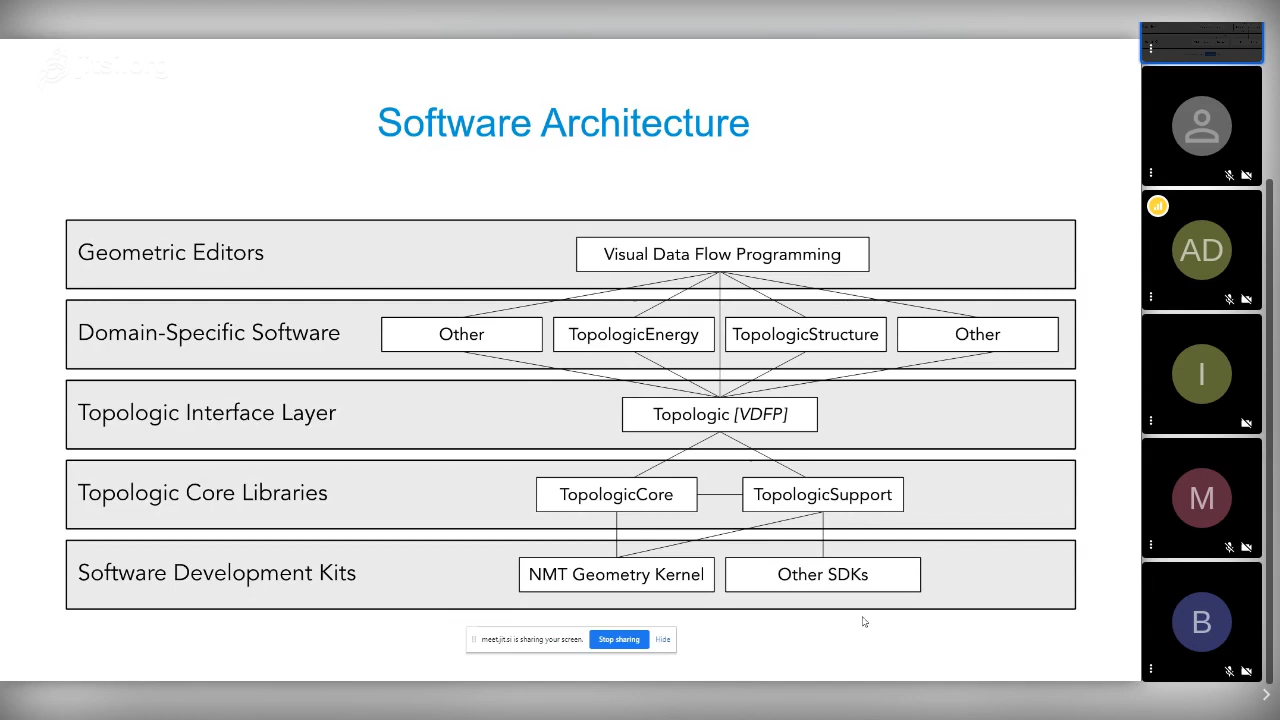 jitsi.org
Software Architecture
Geometric Editors
Visual Data Flow Programming
Domain-Specific Software
Other
TopologicEnergy
TopologicStructure
Other
Topologic Interface Layer
Topologic [VDFP]
Topologic Core Libraries
TopologicCore
TopologicSupport
Software Development Kits
NMT Geometry Kernel
Other SDKs
meet.jit.si is sharing your screen.
Stop sharing
Hide
AD
I
M
B